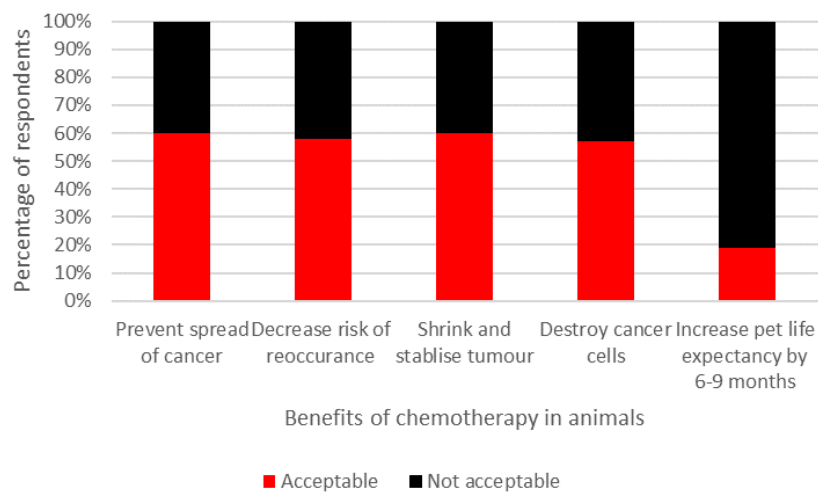 100%
90%
80%
70%
60%
50%
40%
30%
20%
10%
0%
Percentage of respondents
Prevent spread
of cancer
Decrease risk of
reoccurance
Shrink and
stablise tumour
Destroy cancer
cells
Increase pet life
expectancy by
6-9 months
Benefits of chemotherapy in animals
Acceptable
Not acceptable